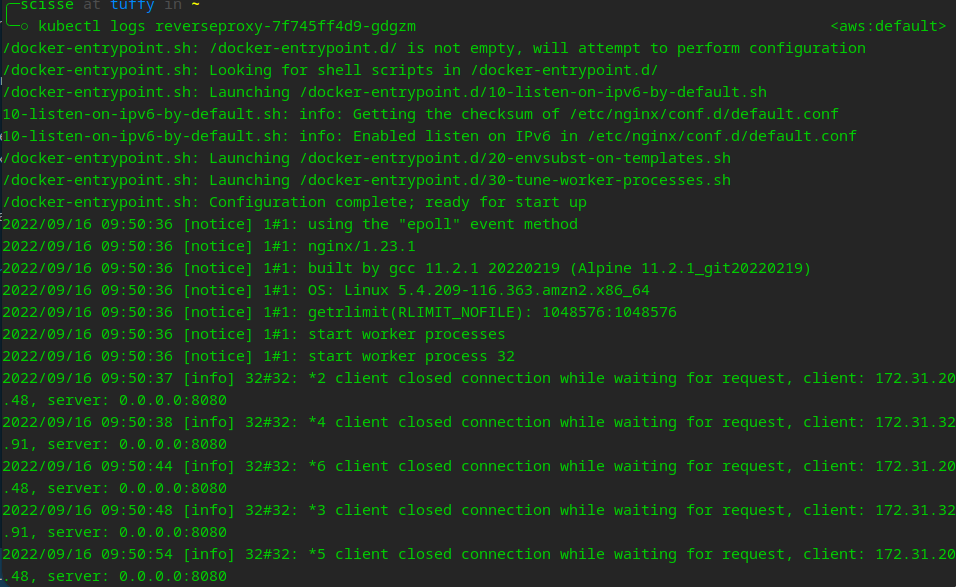 scisse at tuffy in ~
kubectl logs reverseproxy-7f745ff4d9-gdgzm <aws:default>
/docker-entrypoint.sh: /docker-entrypoint.d/ is not empty, will attempt to perform configuration
/docker-entrypoint.sh: Looking for shell scripts in /docker-entrypoint.d/
/docker-entrypoint.sh: Launching /docker-entrypoint.d/10-listen-on-ipv6-by-default.sh
10-listen-on-ipv6-by-default.sh: info: Getting the checksum of /etc/nginx/conf.d/default.conf
10-listen-on-ipv6-by-default.sh: info: Enabled listen on IPv6 in /etc/nginx/conf.d/default.conf
/docker-entrypoint.sh: Launching /docker-entrypoint.d/20-envsubst-on-templates.sh
/docker-entrypoint.sh: Launching /docker-entrypoint.d/30-tune-worker-processes.sh
/docker-entrypoint.sh: Configuration complete; ready for start up
2022/09/16 09:50:36 [notice] 1#1: using the "epoll" event method
2022/09/16 09:50:36 [notice] 1#1: nginx/1.23.1
2022/09/16 09:50:36 [notice] 1#1: built by gcc 11.2.1 20220219 (Alpine 11.2.1_git20220219)
2022/09/16 09:50:36 [notice] 1#1: OS: Linux 5.4.209-116.363.amzn2.x86_64
2022/09/16 09:50:36 [notice] 1#1: getrlimit(RLIMIT_NOFILE): 1048576:1048576
2022/09/16 09:50:36 [notice] 1#1: start worker processes
2022/09/16 09:50:36 [notice] 1#1: start worker process 32
2022/09/16 09:50:37 [info] 32#32: *2 client closed connection while waiting for request, client: 172.31.20
.48, server: 0.0.0.0:8080
2022/09/16 09:50:38 [info] 32#32: *4 client closed connection while waiting for request, client: 172.31.32
.91, server: 0.0.0.0:8080
2022/09/16 09:50:44 [info] 32#32: *6 client closed connection while waiting for request, client: 172.31.20
.48, server: 0.0.0.0:8080
2022/09/16 09:50:48 [info] 32#32: *3 client closed connection while waiting for request, client: 172.31.32
.91, server: 0.0.0.0:8080
2022/09/16 09:50:54 [info] 32#32: *5 client closed connection while waiting for request, client: 172.31.20
.48, server: 0.0.0.0:8080